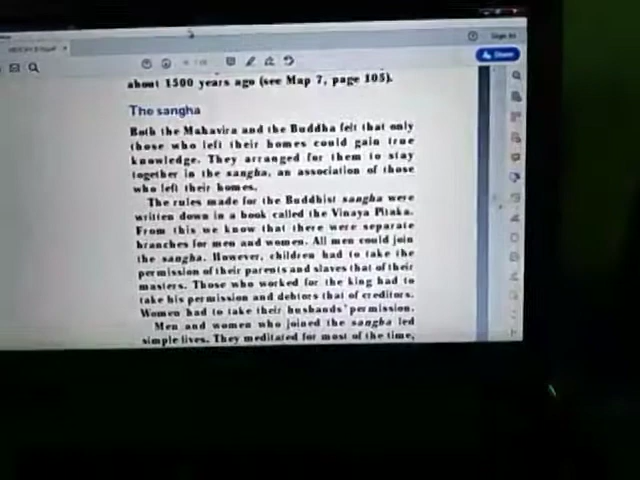 Sign In
Share
about 1500 years ago (see Map 7, page 105).
The sangha
Both the Mahavira and the Buddha felt that only
those who left their homes could gain true
knowledge. They arranged for them to stay
together in the sangha, an association of those
who left their homes.
The rules made for the Buddhist sangha were
written down in a book called the Vinaya Pitaka.
From this we know that there were separate
branches for men and women. All men could join
the sangha. However, children had to take the
permission of their parents and slaves that of their
masters. Those who worked for the king had to
take his permission and debtors that of creditors.
Women had to take their husbands' permission.
Men and women who joined the sangha led
simple lives. They meditated for most of the time,